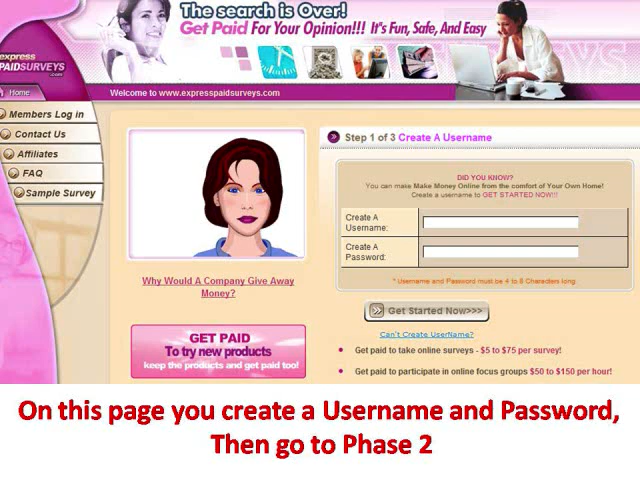 The search is Over!
Get Paid For Your Opinion!!! It's Fun, Safe, And Easy
express
PAIDSURVEYS
.com
Home
Welcome to www.expresspaidsurveys.com
Members Log in
Contact Us
Affiliates
FAQ
Sample Survey
Step 1 of 3 Create A Username
DID YOU KNOW?
You can make Make Money Online from the comfort of Your Own Home!
Create a username to GET STARTED NOW!!!
Create A
Username:
Create A
Password:
* Username and Password must be 4 to 8 Characters long.
Get Started Now>>>
Can't Create UserName?
Why Would A Company Give Away
Money?
GET PAID
To try new products
keep the products and get paid too!
Get paid to take online surveys - $5 to $75 per survey!
Get paid to participate in online focus groups $50 to $150 per hour!
On this page you create a Username and Password,
Then go to Phase 2